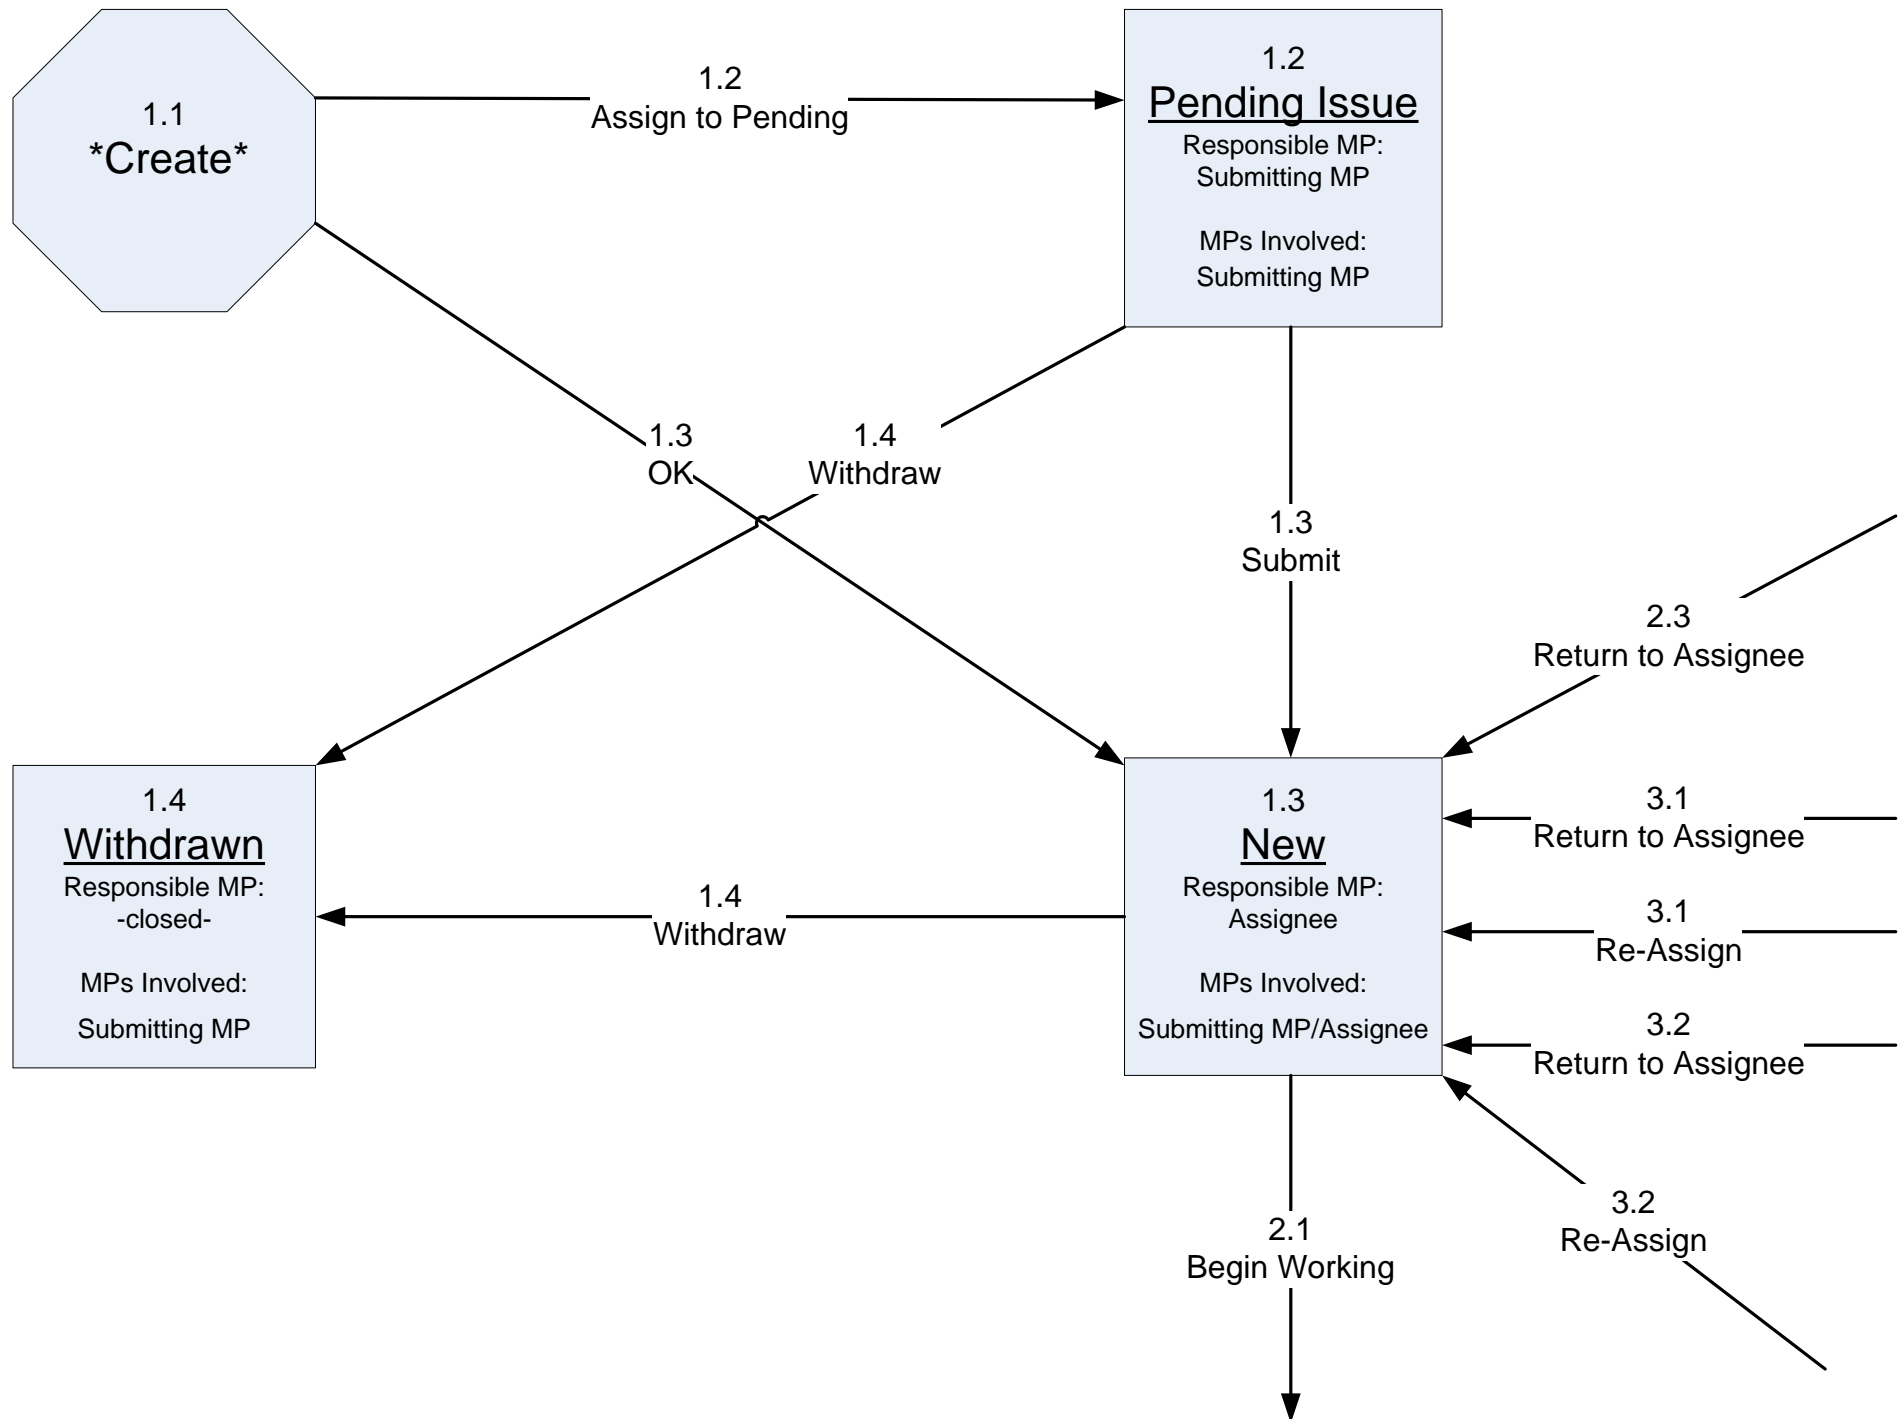 1.1
*Create*
1.2
Assign to Pending
1.2
Pending Issue
Responsible MP:
Submitting MP
MPs Involved:
Submitting MP
1.3
OK
1.4
Withdraw
1.3
Submit
2.3
Return to Assignee
1.4
Withdrawn
Responsible MP:
-closed-
MPs Involved:
Submitting MP
1.4
Withdraw
1.3
New
Responsible MP:
Assignee
MPs Involved:
Submitting MP/Assignee
3.1
Return to Assignee
3.1
Re-Assign
3.2
Return to Assignee
3.2
Re-Assign
2.1
Begin Working